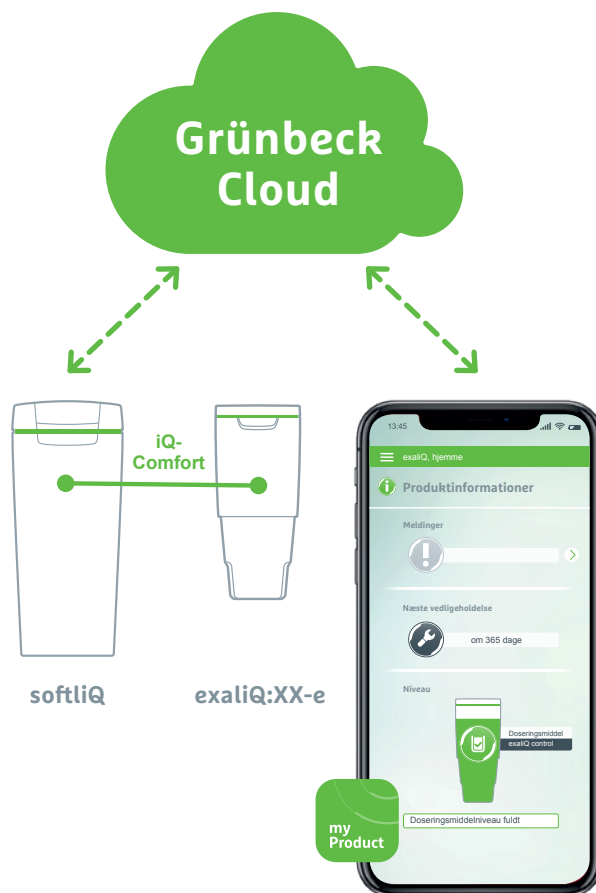 Grünbeck
Cloud
iQ-
Comfort
softliQ
exaliQ:XX-e
13:45
exaliQ, hjemme
Produktinformationer
Meldinger
Næste vedligeholdelse
om 365 dage
Niveau
Doseringsmiddel
exaliQ control
Doseringsmiddelniveau fuldt
my
Product